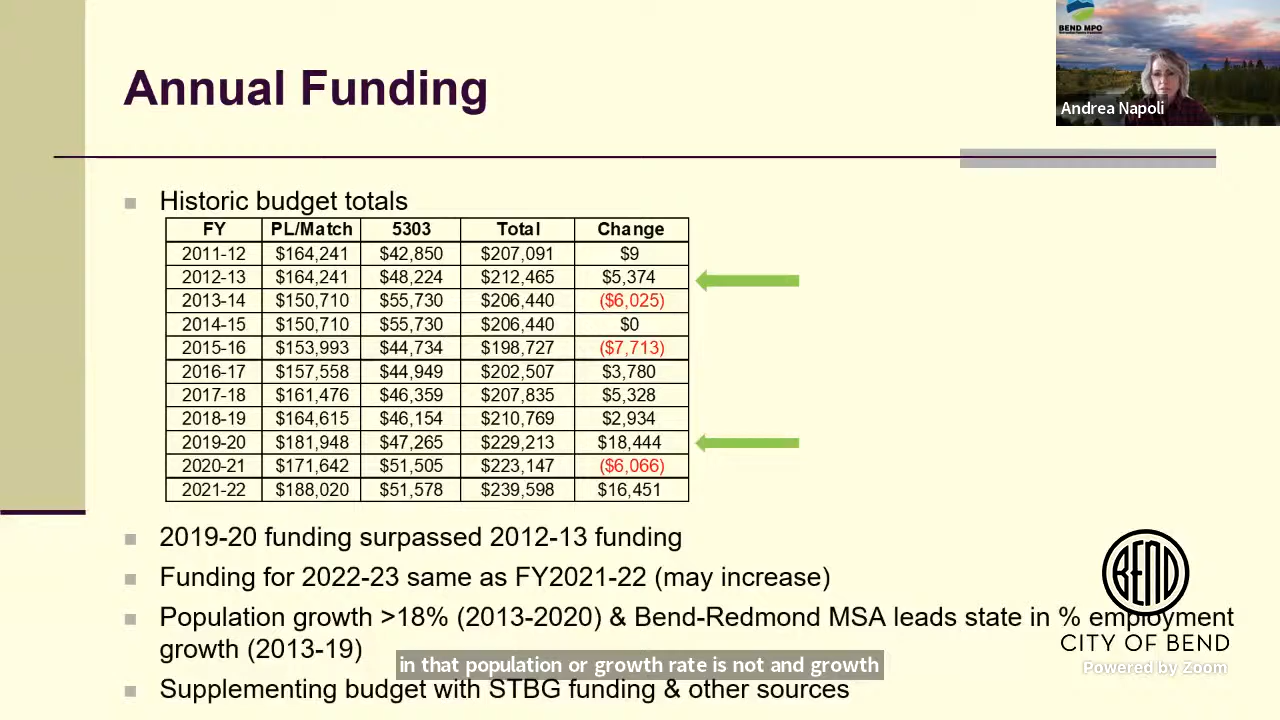 BEND MPO
Andrea Napoli
Annual Funding
Historic budget totals
FY PL/Match 5303 Total Change
2011-12 $164,241 $42,850 $207,091 $9
2012-13 $164,241 $48,224 $212,465 $5,374
2013-14 $150,710 $55,730 $206,440 ($6,025)
2014-15 $150,710 $55,730 $206,440 $0
2015-16 $153,993 $44,734 $198,727 ($7,713)
2016-17 $157,558 $44,949 $202,507 $3,780
2017-18 $161,476 $46,359 $207,835 $5,328
2018-19 $164,615 $46,154 $210,769 $2,934
2019-20 $181,948 $47,265 $229,213 $18,444
2020-21 $171,642 $51,505 $223,147 ($6,066)
2021-22 $188,020 $51,578 $239,598 $16,451
2019-20 funding surpassed 2012-13 funding
Funding for 2022-23 same as FY2021-22 (may increase)
Population growth >18% (2013-2020) & Bend-Redmond MSA leads state in % employment
growth (2013-19)
Supplementing budget with STBG funding & other sources
in that population or growth rate is not and growth
BEND
CITY OF BEND
Powered by Zoom